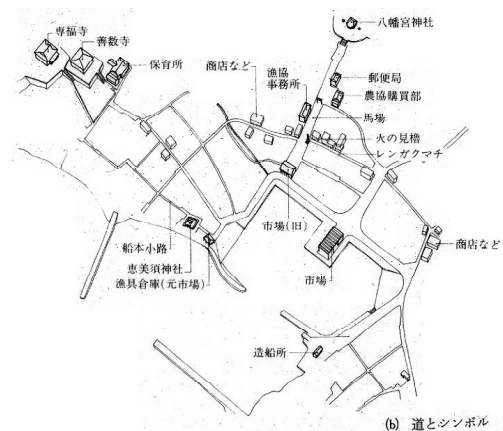 八幡宮神社
専福寺
善数寺
保育所
商店など
漁協
事務所
郵便局
農協購買部
馬場
火の見櫓
レンガクマチ
市場(旧)
船本小路
恵美須神社
漁具倉庫(元市場)
市場
商店など
造船所
(b) 道とシンボル